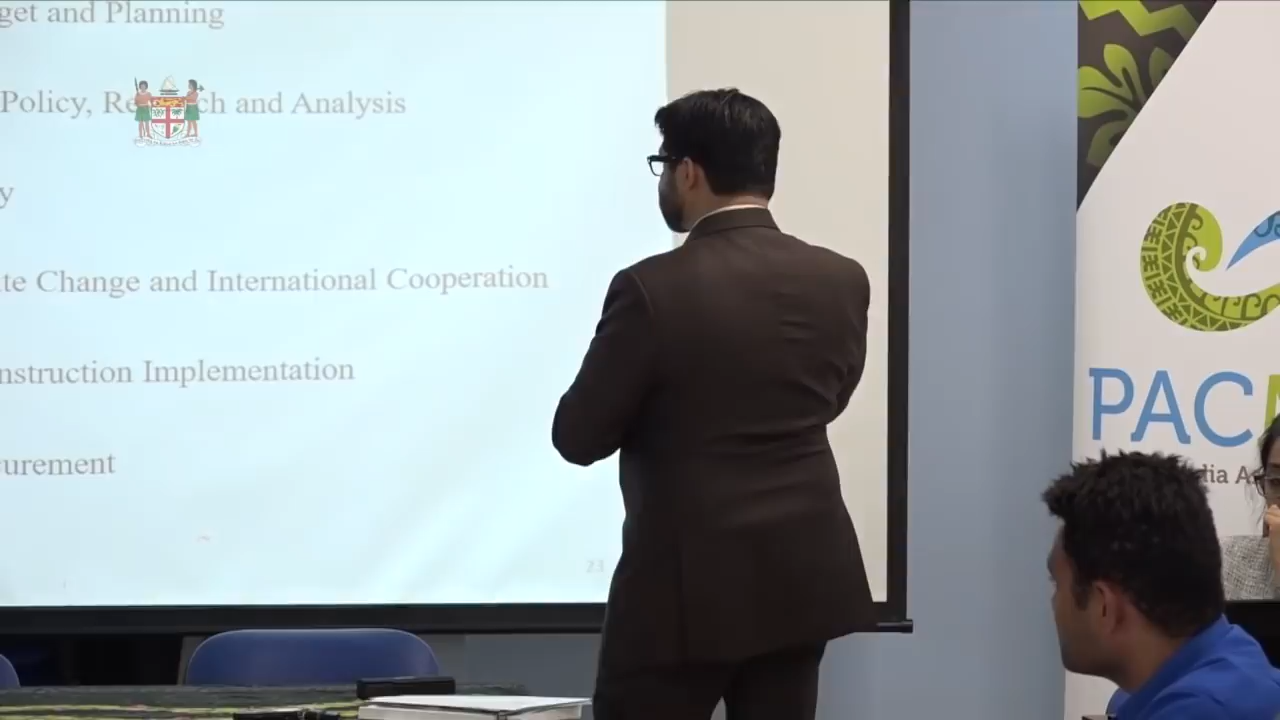 get and Planning
Policy, Re ch and Analysis
y
te Change and International Cooperation
nstruction Implementation
urement
23
PAC
dia A